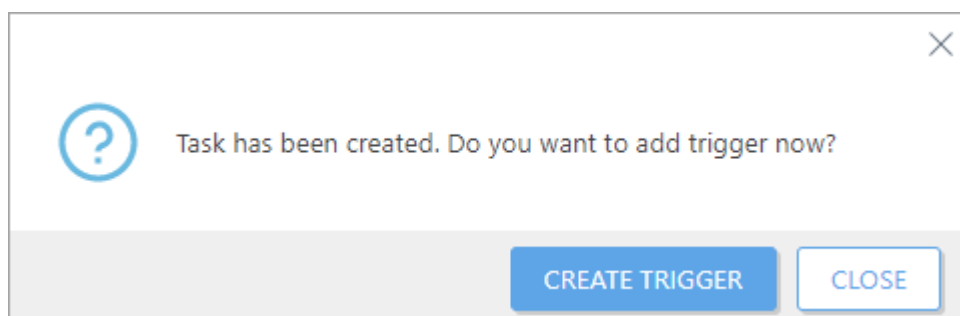 Task has been created. Do you want to add trigger now?
CREATE TRIGGER
CLOSE